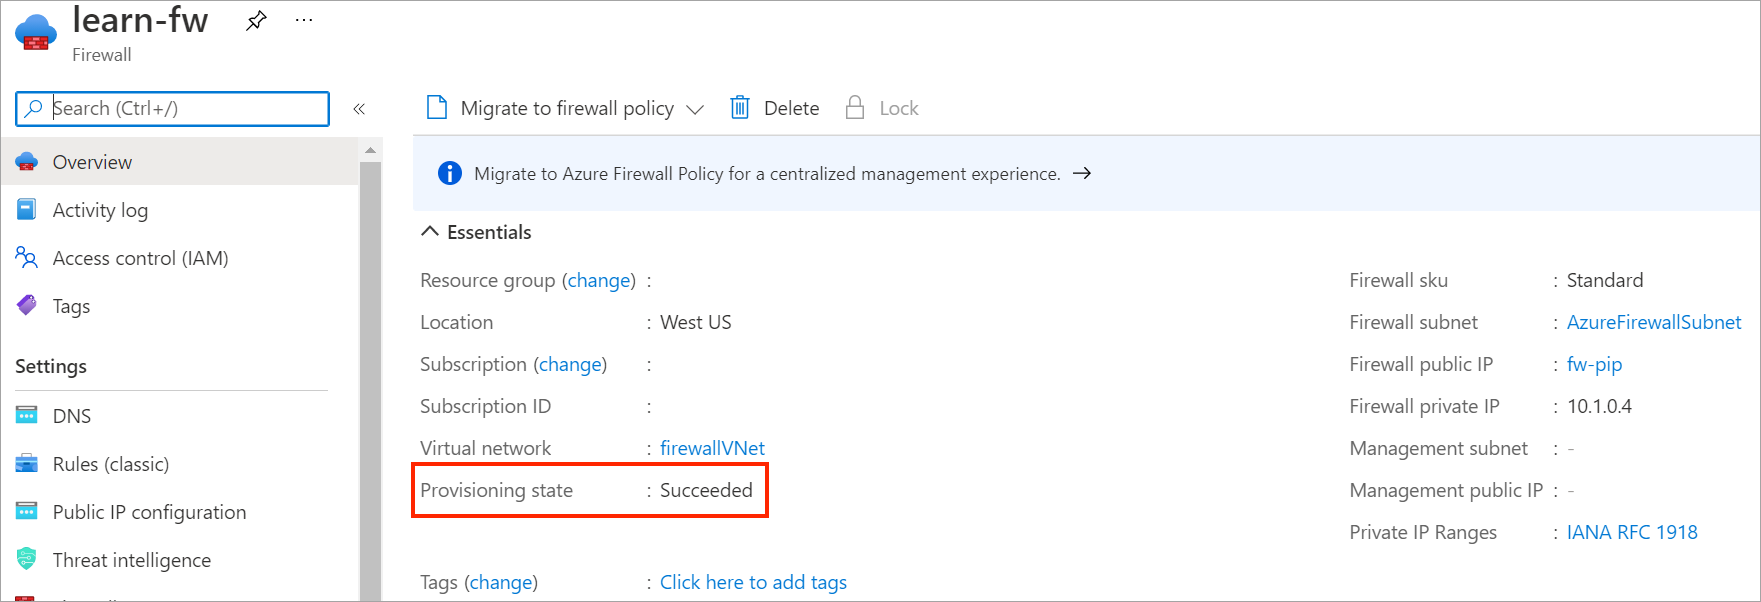 learn-fw
...
Firewall
Search (Ctrl+/)
«
Overview
Activity log
Access control (IAM)
Tags
Settings
DNS
Rules (classic)
Public IP configuration
Threat intelligence
Migrate to firewall policy
Delete
Lock
Migrate to Azure Firewall Policy for a centralized management experience. →
Essentials
Resource group (change) :
Location : West US
Subscription (change) :
Subscription ID :
Virtual network : firewallVNet
Provisioning state : Succeeded
Tags (change) : Click here to add tags
Firewall sku : Standard
Firewall subnet : AzureFirewallSubnet
Firewall public IP : fw-pip
Firewall private IP : 10.1.0.4
Management subnet : -
Management public IP : -
Private IP Ranges : IANA RFC 1918